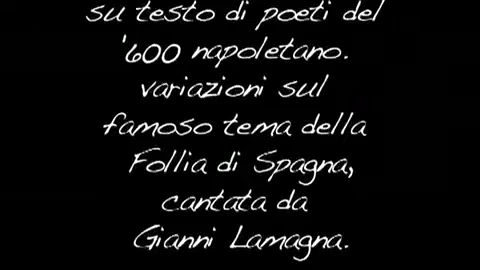 su testo di poeti del
'600 napoletano.
variazioni sul
famoso tema della
Follia di Spagna,
cantata da
Gianni Lamagna.